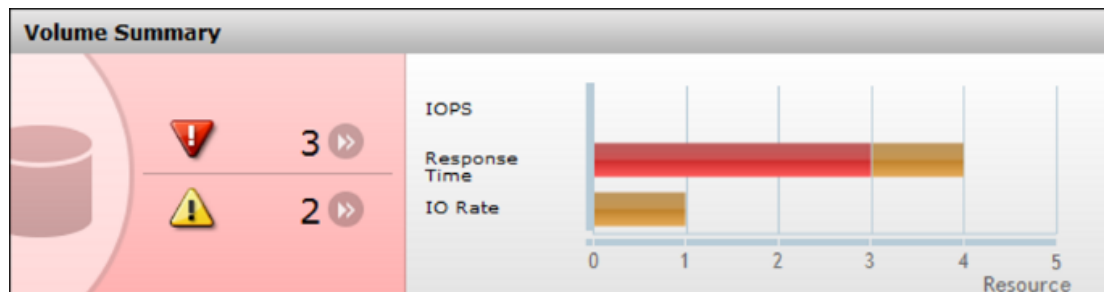 Volume Summary
3
2
IOPS
Response
Time
IO Rate
0 1 2 3 4 5
Resource